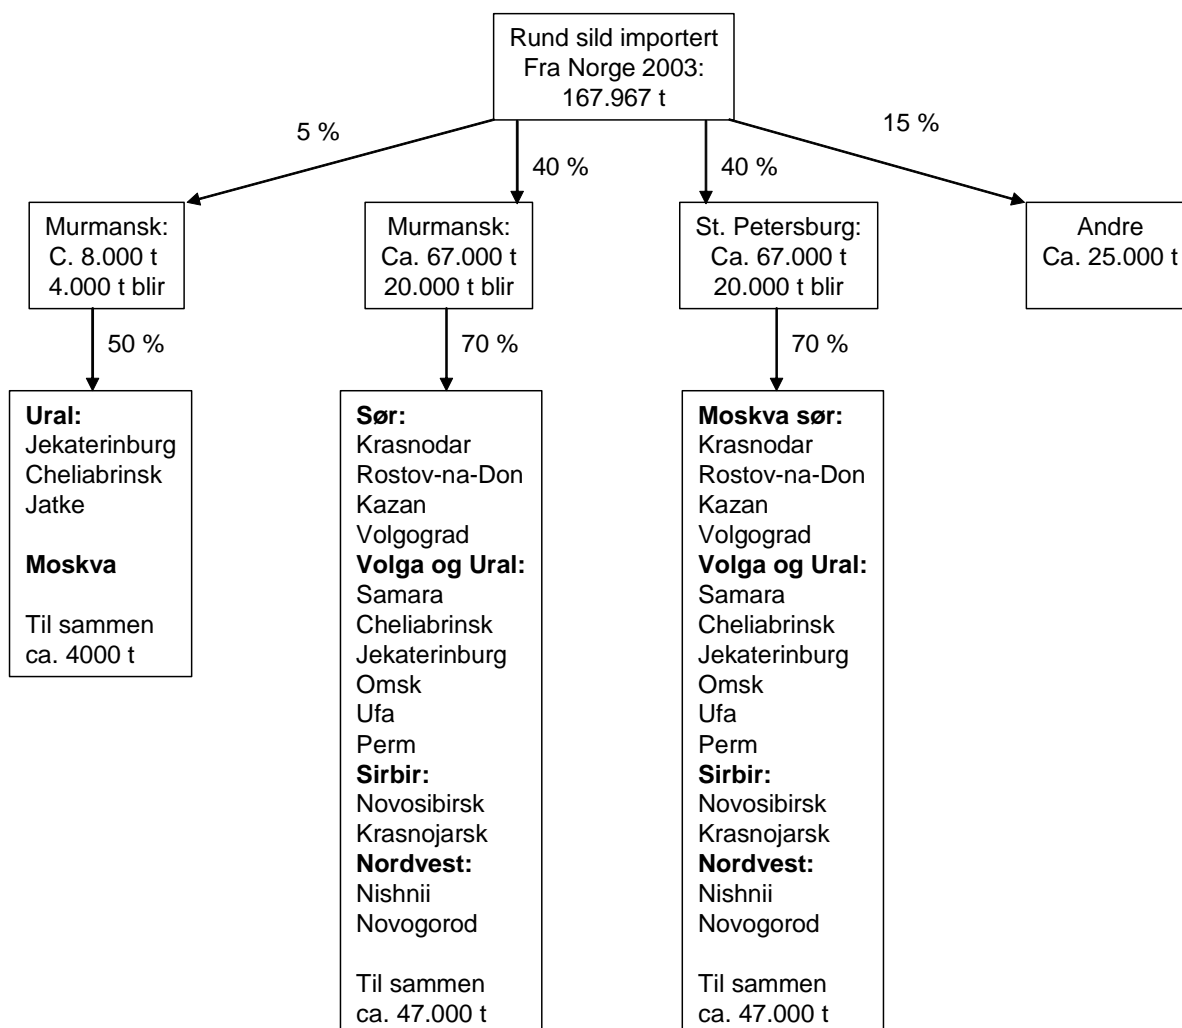 Rund sild importert
Fra Norge 2003:
167.967 t
5 %
40 %
40 %
15 %
Murmansk:
C. 8.000 t
4.000 t blir
Murmansk:
Ca. 67.000 t
20.000 t blir
St. Petersburg:
Ca. 67.000 t
20.000 t blir
Andre
Ca. 25.000 t
50 %
70 %
70 %
Ural:
Jekaterinburg
Cheliabrinsk
Jatke
Moskva
Til sammen
ca. 4000 t
Sør:
Krasnodar
Rostov-na-Don
Kazan
Volgograd
Volga og Ural:
Samara
Cheliabrinsk
Jekaterinburg
Omsk
Ufa
Perm
Sirbir:
Novosibirsk
Krasnojarsk
Nordvest:
Nishnii
Novogorod
Til sammen
ca. 47.000 t
Moskva sør:
Krasnodar
Rostov-na-Don
Kazan
Volgograd
Volga og Ural:
Samara
Cheliabrinsk
Jekaterinburg
Omsk
Ufa
Perm
Sirbir:
Novosibirsk
Krasnojarsk
Nordvest:
Nishnii
Novogorod
Til sammen
ca. 47.000 t